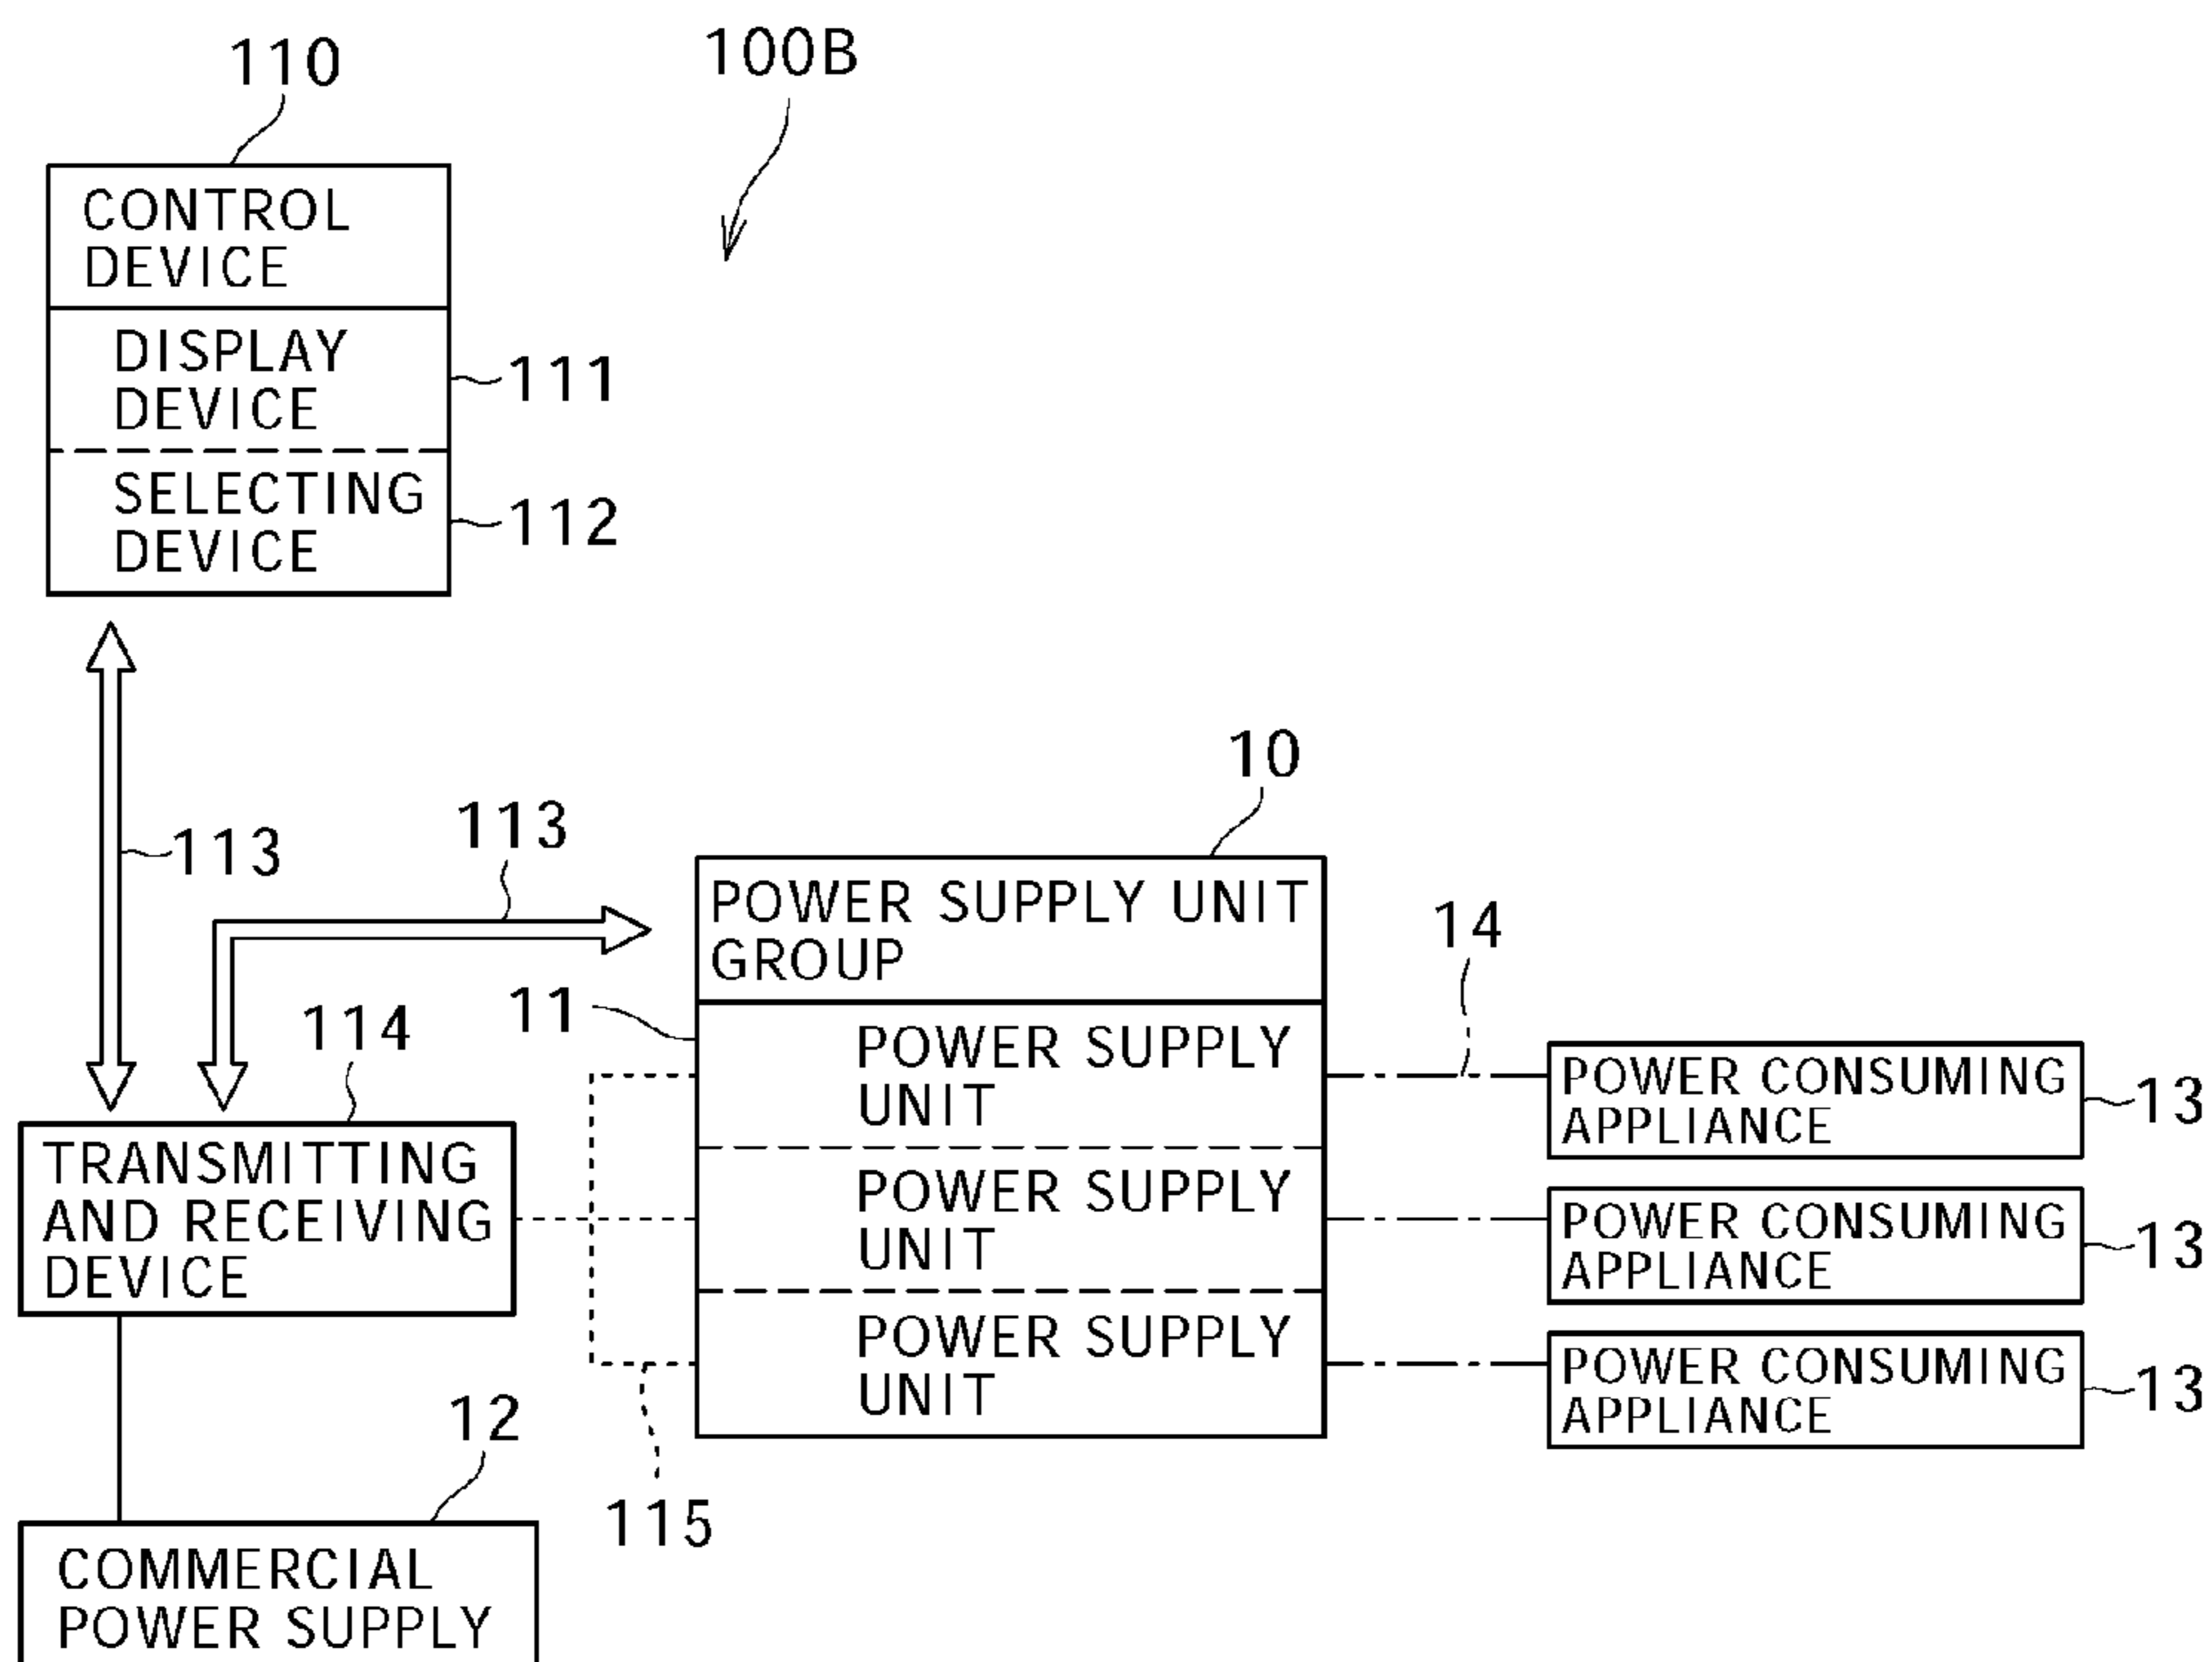 110
100B
CONTROL
DEVICE
DISPLAY
DEVICE
111
SELECTING
DEVICE
112
113
113
10
POWER SUPPLY UNIT
GROUP
14
11
114
POWER SUPPLY
UNIT
POWER CONSUMING
APPLIANCE
13
TRANSMITTING
AND RECEIVING
DEVICE
POWER SUPPLY
UNIT
POWER CONSUMING
APPLIANCE
13
POWER SUPPLY
UNIT
POWER CONSUMING
APPLIANCE
13
12
115
COMMERCIAL
POWER SUPPLY